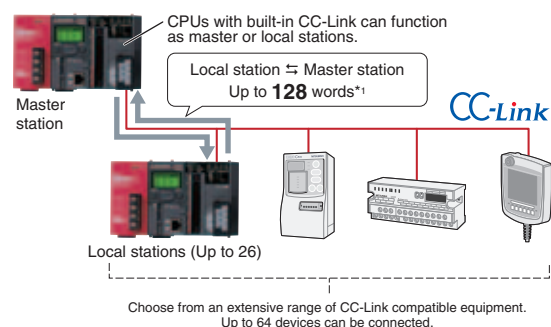 CPUs with built-in CC-Link can function
as master or local stations.
Local station ⇆ Master station
Up to 128 words*1
Master
station
CC-Link
Local stations (Up to 26)
Choose from an extensive range of CC-Link compatible equipment.
Up to 64 devices can be connected.